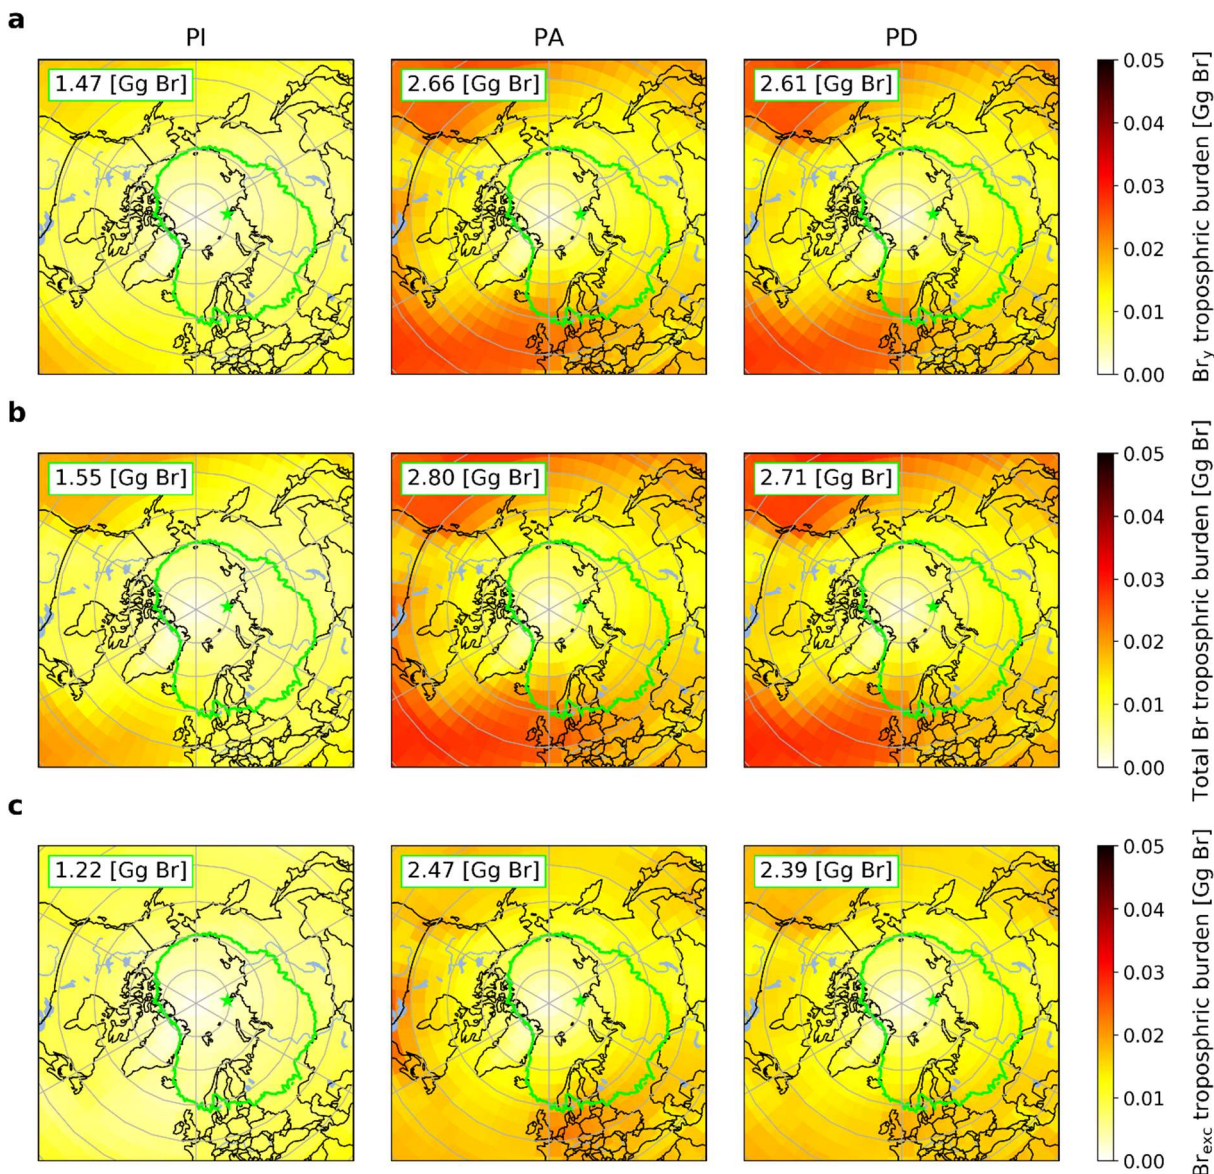 a
PI PA PD
1.47 [Gg Br] 2.66 [Gg Br] 2.61 [Gg Br]
0.05
0.04
0.03
0.02
0.01
0.00
Br_y tropospheric burden [Gg Br]
b
1.55 [Gg Br] 2.80 [Gg Br] 2.71 [Gg Br]
0.05
0.04
0.03
0.02
0.01
0.00
Total Br troposphric burden [Gg Br]
c
1.22 [Gg Br] 2.47 [Gg Br] 2.39 [Gg Br]
0.05
0.04
0.03
0.02
0.01
0.00
Br_exc troposphric burden [Gg Br]